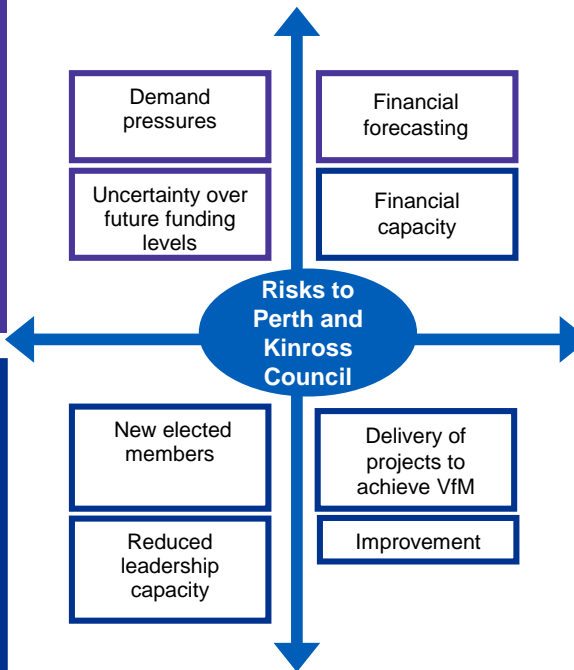 Demand
pressures
Financial
forecasting
Uncertainty over
future funding
levels
Financial
capacity
Risks to
Perth and
Kinross
Council
New elected
members
Delivery of
projects to
achieve VfM
Reduced
leadership
capacity
Improvement